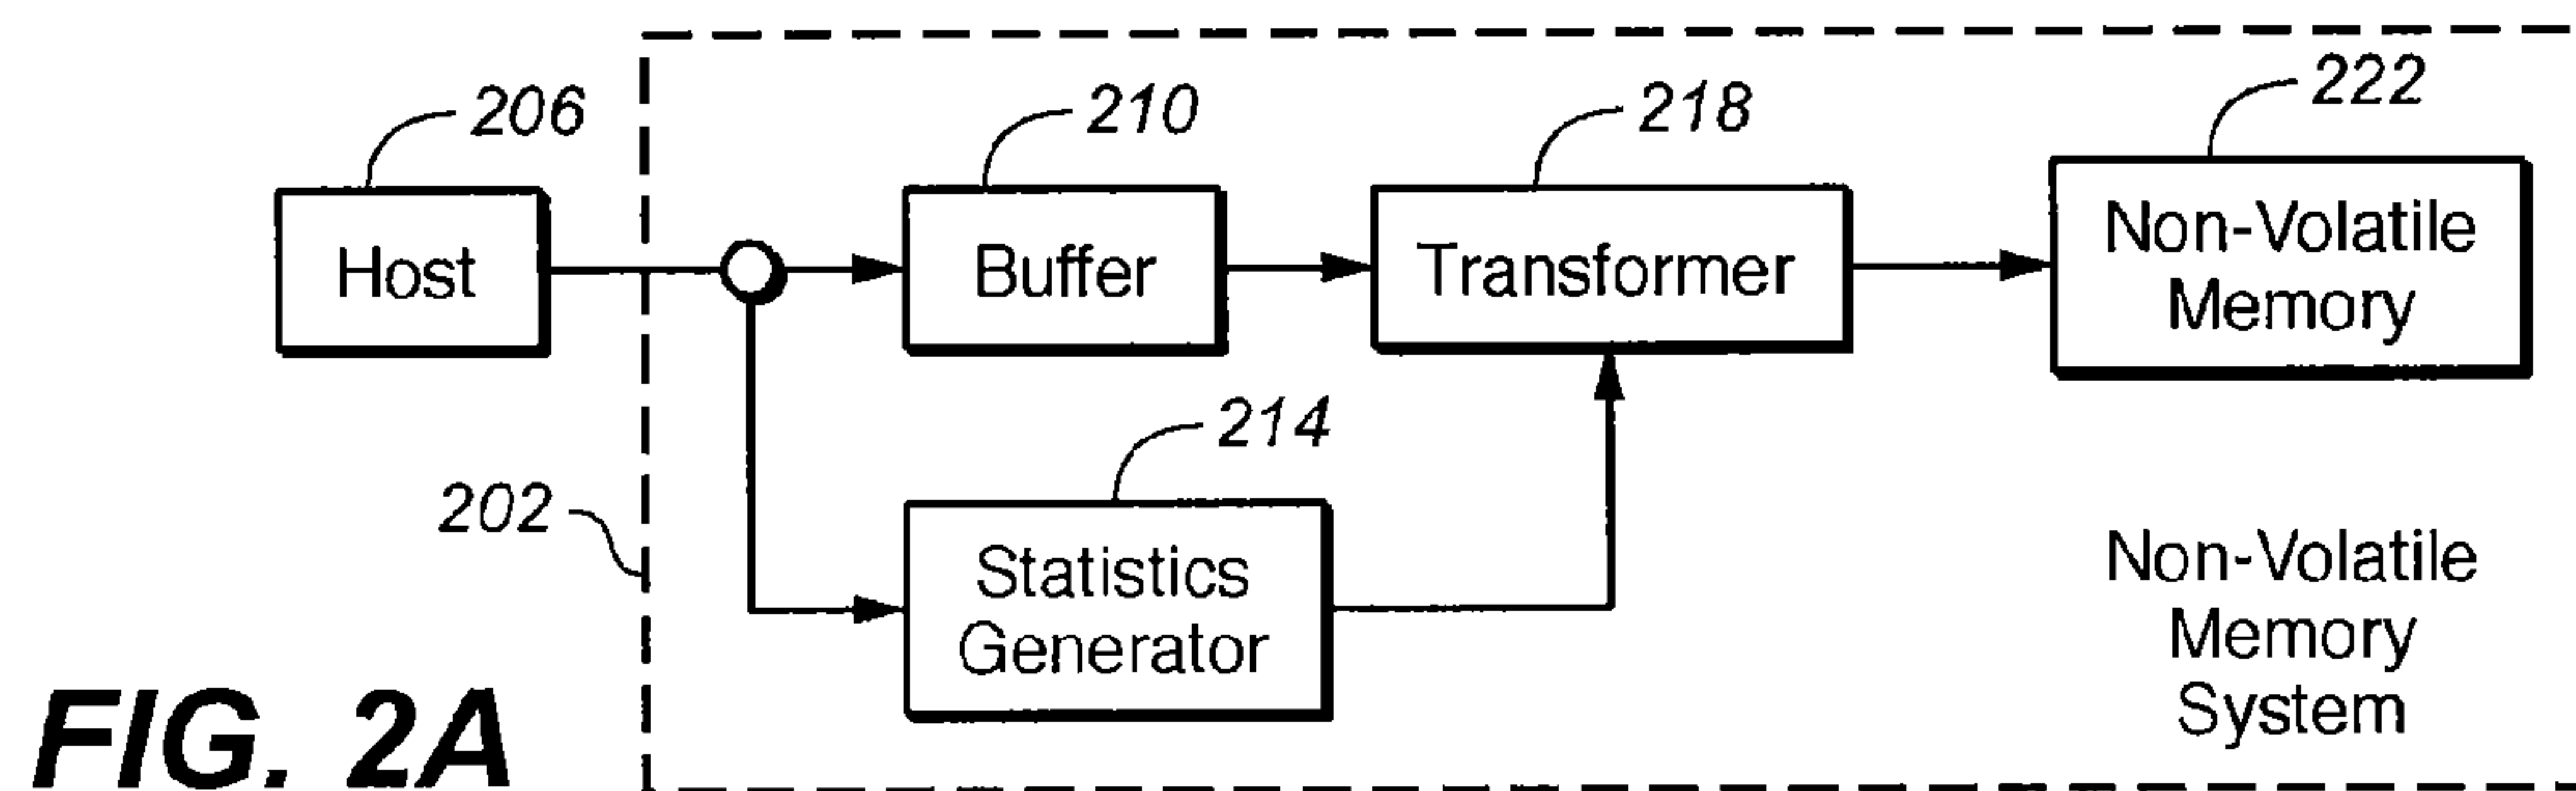 206
210
218
222
Host
Buffer
Transformer
Non-Volatile
Memory
214
202
Statistics
Generator
Non-Volatile
Memory
System
FIG. 2A